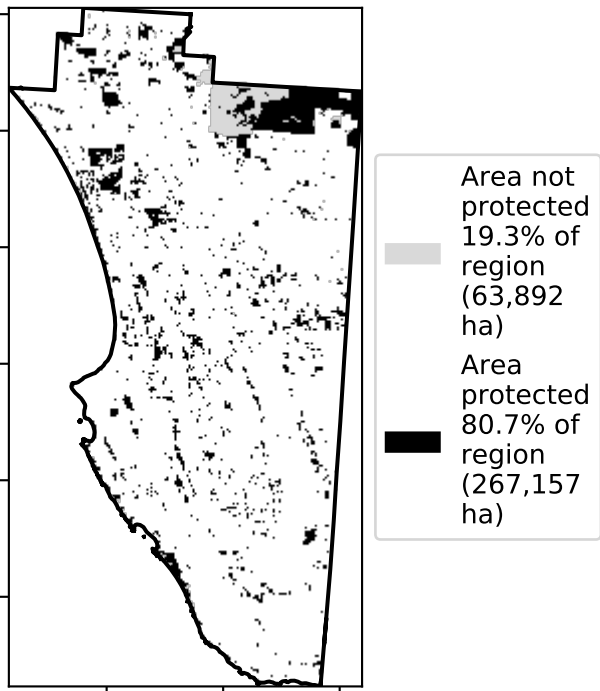 Area not
protected
19.3% of
region
(63,892
ha)
Area
protected
80.7% of
region
(267,157
ha)